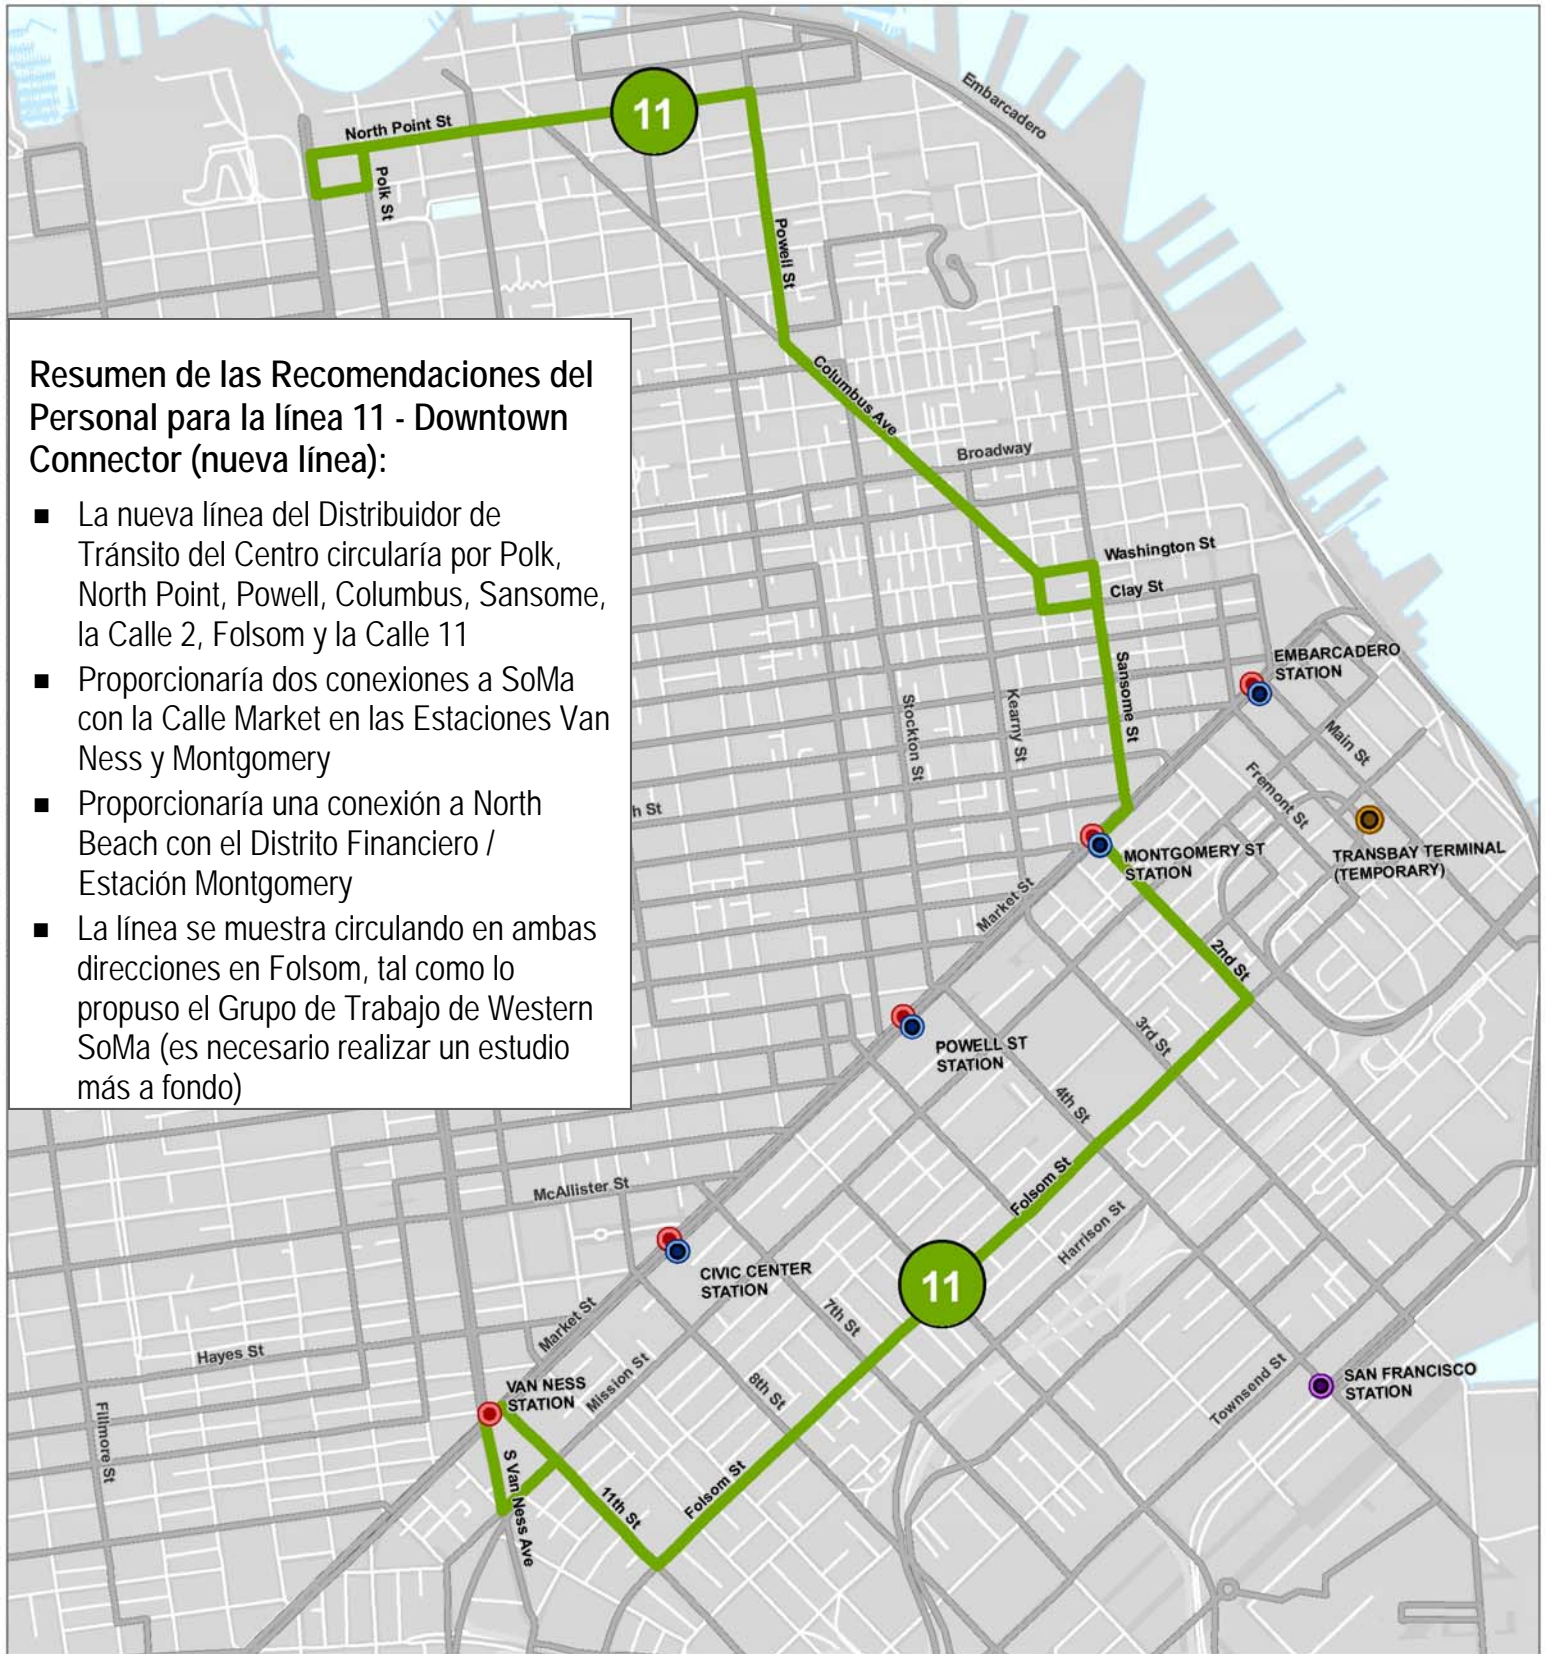 Embarcadero
11
North Point St
Polk St
Powell St
Resumen de las Recomendaciones del
Personal para la línea 11 - Downtown
Connector (nueva línea):
■ La nueva línea del Distribuidor de
Tránsito del Centro circularía por Polk,
North Point, Powell, Columbus, Sansome,
la Calle 2, Folsom y la Calle 11
■ Proporcionaría dos conexiones a SoMa
con la Calle Market en las Estaciones Van
Ness y Montgomery
■ Proporcionaría una conexión a North
Beach con el Distrito Financiero /
Estación Montgomery
■ La línea se muestra circulando en ambas
direcciones en Folsom, tal como lo
propuso el Grupo de Trabajo de Western
SoMa (es necesario realizar un estudio
más a fondo)
Columbus Ave
Broadway
Washington St
Clay St
Sansome St
EMBARCADERO
STATION
Stockton St
Kearny St
Main St
Fremont St
h St
MONTGOMERY ST
STATION
TRANSBAY TERMINAL
(TEMPORARY)
Market St
2nd St
3rd St
POWELL ST
STATION
4th St
Folsom St
McAllister St
Harrison St
CIVIC CENTER
STATION
11
7th St
Market St
Hayes St
Mission St
8th St
VAN NESS
STATION
Townsend St
SAN FRANCISCO
STATION
Fillmore St
S Van Ness Ave
11th St
Folsom St